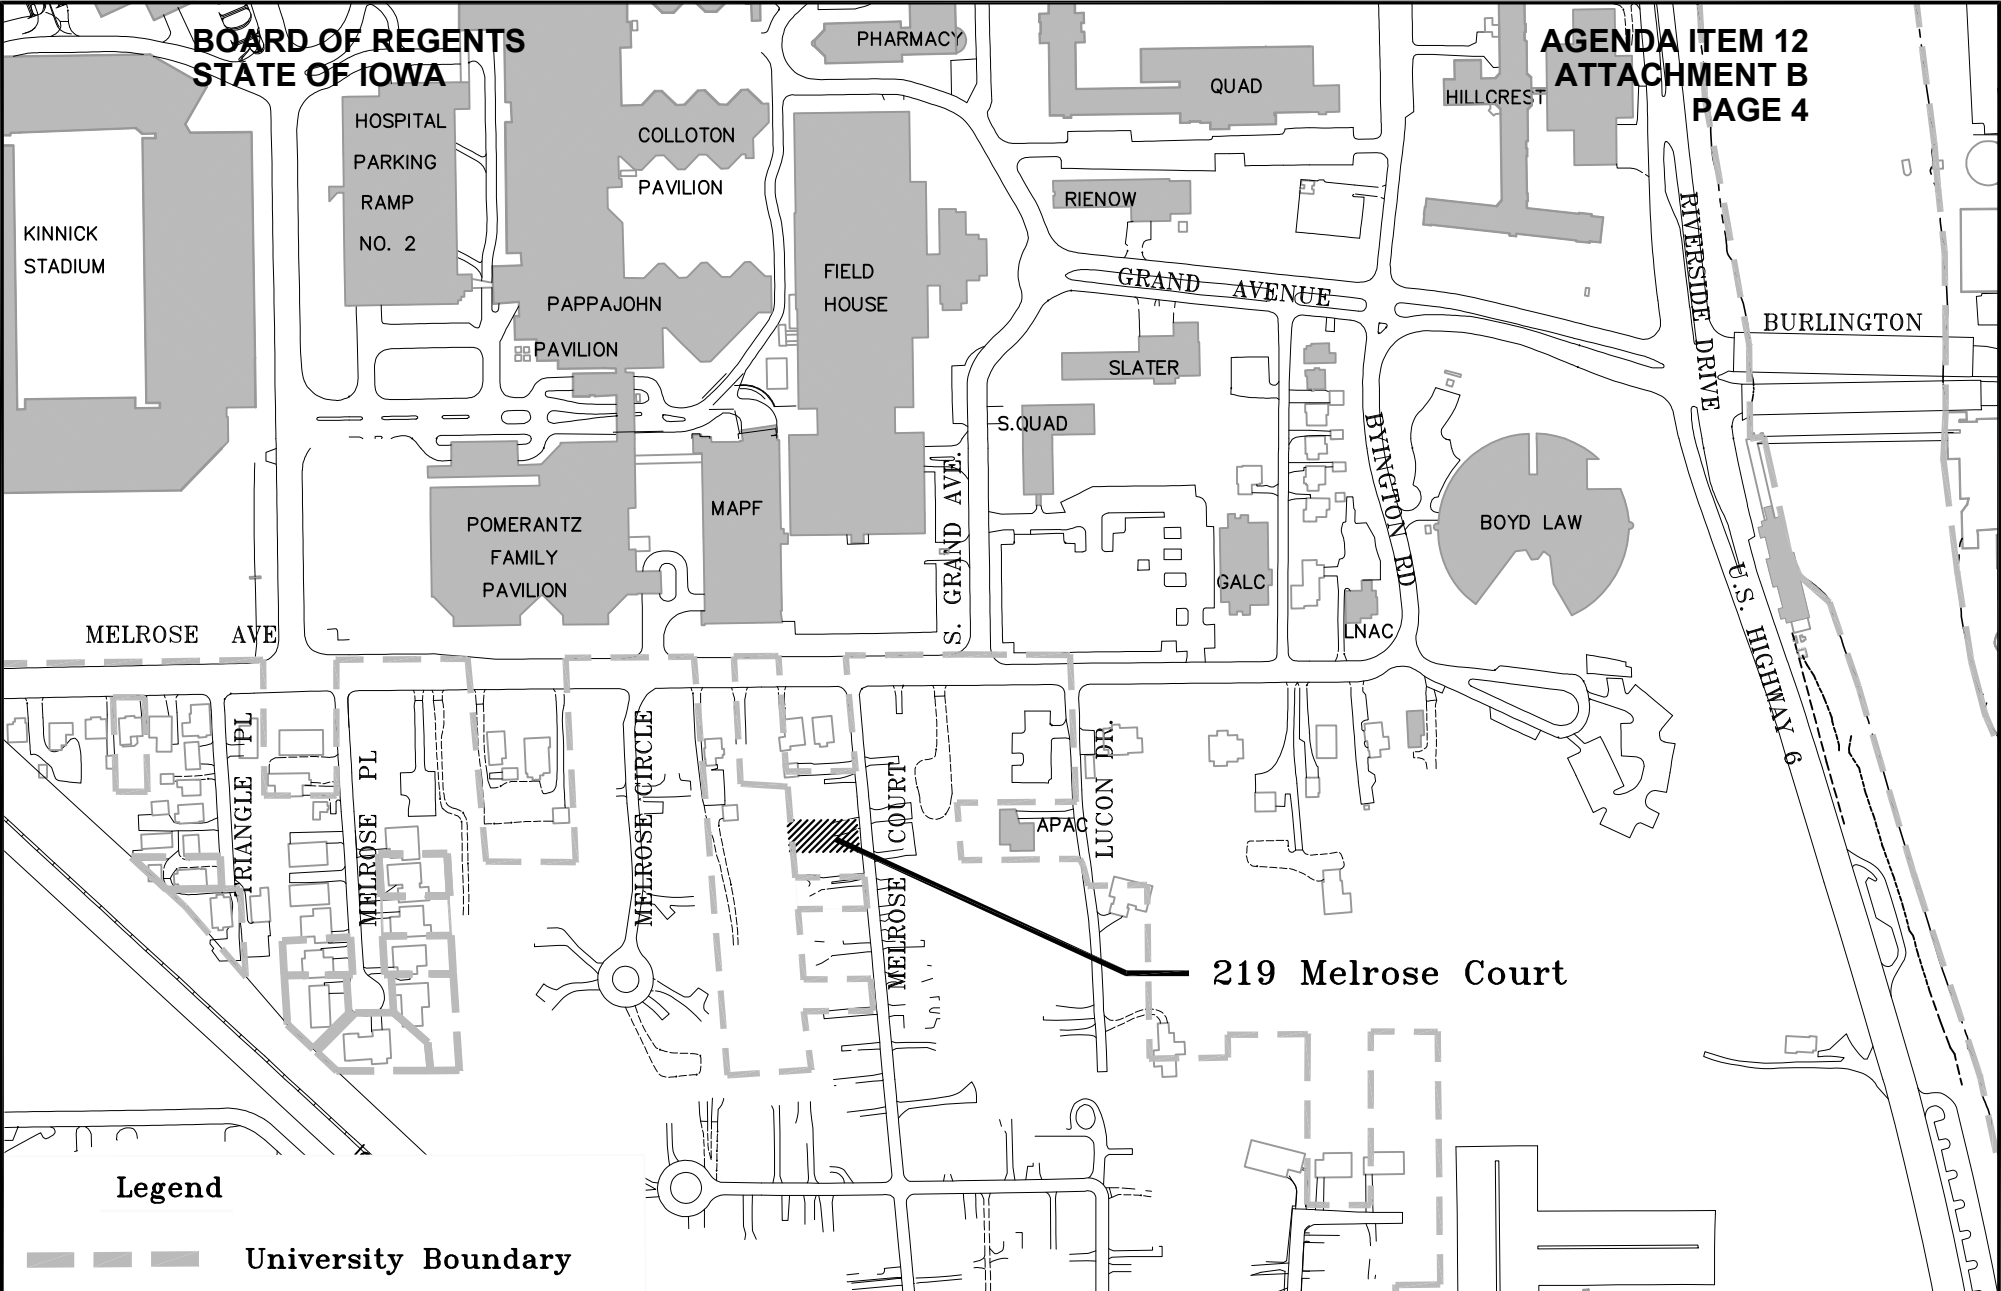 BOARD OF REGENTS
STATE OF IOWA
AGENDA ITEM 12
ATTACHMENT B
PAGE 4
PHARMACY
QUAD
HILLCREST
HOSPITAL
PARKING
RAMP
NO. 2
COLLOTON
PAVILION
RIENOW
KINNICK
STADIUM
FIELD
HOUSE
GRAND AVENUE
RIVERSIDE DRIVE
BURLINGTON
PAPPAJOHN
PAVILION
SLATER
S.QUAD
BYINGTON RD
MAPF
S. GRAND AVE.
POMERANTZ
FAMILY
PAVILION
BOYD LAW
GALC
LNAC
U.S. HIGHWAY 6
MELROSE AVE
TRIANGLE PL
MELROSE PL
MELROSE CIRCLE
MELROSE COURT
MELROSE COURT
APAC
LUCON DR.
219 Melrose Court
Legend
University Boundary